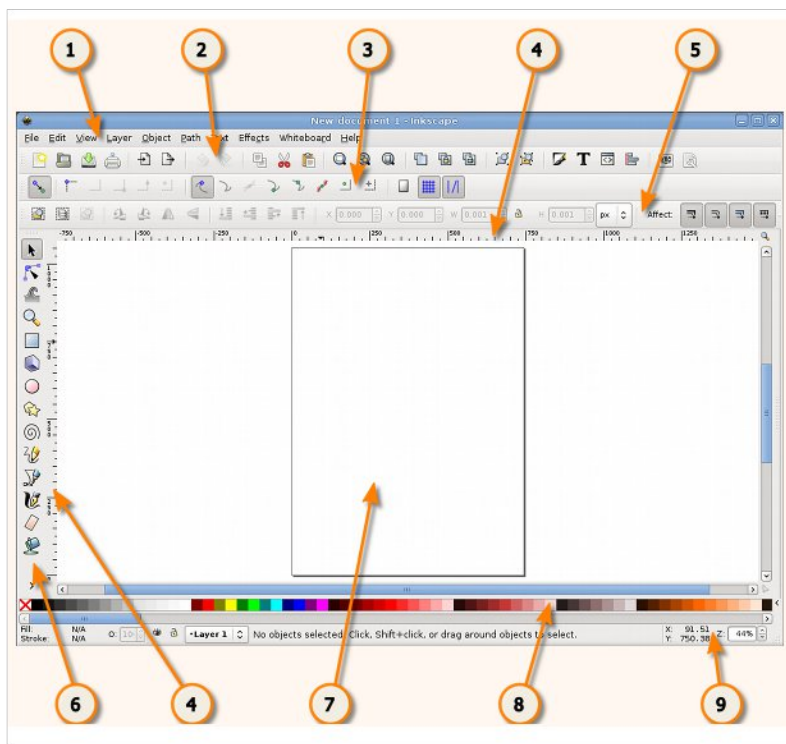 1 2 3 4 5
New document 1 - Inkscape
File Edit View Layer Object Path Text Effects Whiteboard Help
X 0.000 Y 0.000 W 0.001 H 0.001 px Affect:
-750 -500 -250 0 250 500 750 1000 1250
Fill: N/A O: Layer 1 No objects selected. Click, Shift+click, or drag around objects to select. X: 91.51 Z: 44%
Stroke: N/A Y: 750.38
6 4 7 8 9